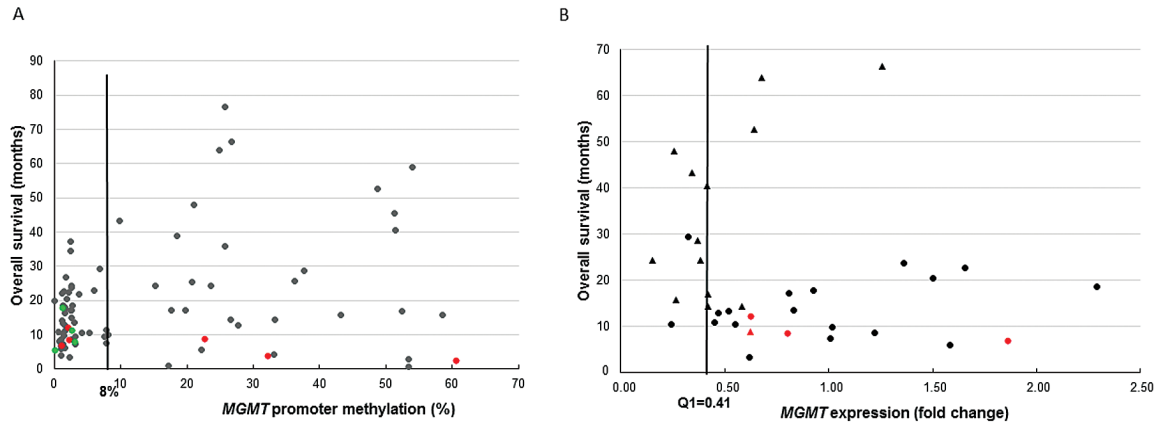 A
B
90
80
70
60
50
40
30
20
10
0
Overall survival (months)
0 10 20 30 40 50 60 70
8%
MGMT promoter methylation (%)
70
60
50
40
30
20
10
0
Overall survival (months)
0.00 0.50 1.00 1.50 2.00 2.50
Q1=0.41
MGMT expression (fold change)